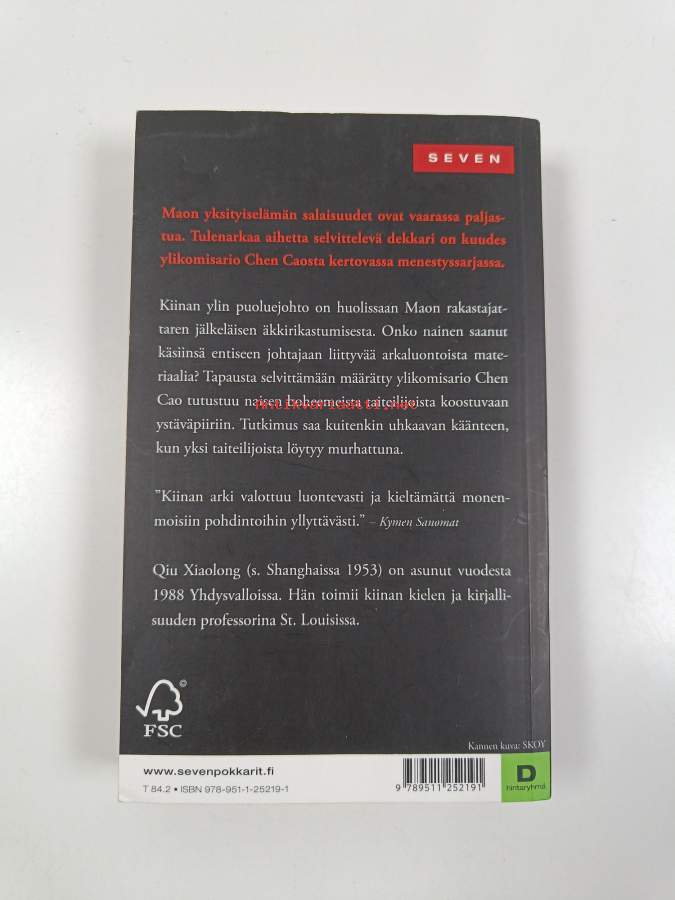 SEVEN
Maon yksityiselämän salaisuudet ovat vaarassa paljas-
tua. Tulenarkaa aihetta selvittelevä dekkari on kuudes
ylikomisario Chen Caosta kertovassa menestyssarjassa.
Kiinan ylin puoluejohto on huolissaan Maon rakastajat-
taren jälkeläisen äkkirikastumisesta. Onko nainen saanut
käsiinsä entiseen johtajaan liittyvää arkaluontoista mate-
riaalia? Tapausta selvittämään määrätty ylikomisario Chen
Cao tutustuu naisen boheemeista taiteilijoista koostuvaan
Antikvariaatti.net
ystäväpiiriin. Tutkimus saa kuitenkin uhkaavan käänteen,
kun yksi taiteilijoista löytyy murhattuna.
”Kiinan arki valottuu luontevasti ja kieltämättä monen-
moisiin pohdintoihin yllyttävästi.” – Kymen Sanomat
Qiu Xiaolong (s. Shanghaissa 1953) on asunut vuodesta
1988 Yhdysvalloissa. Hän toimii kiinan kielen ja kirjalli-
suuden professorina St. Louisissa.
FSC
Kannen kuva: SKOY
www.sevenpokkarit.fi
T 84.2 • ISBN 978-951-1-25219-1
9 789511 252191
D
hintaryhmä